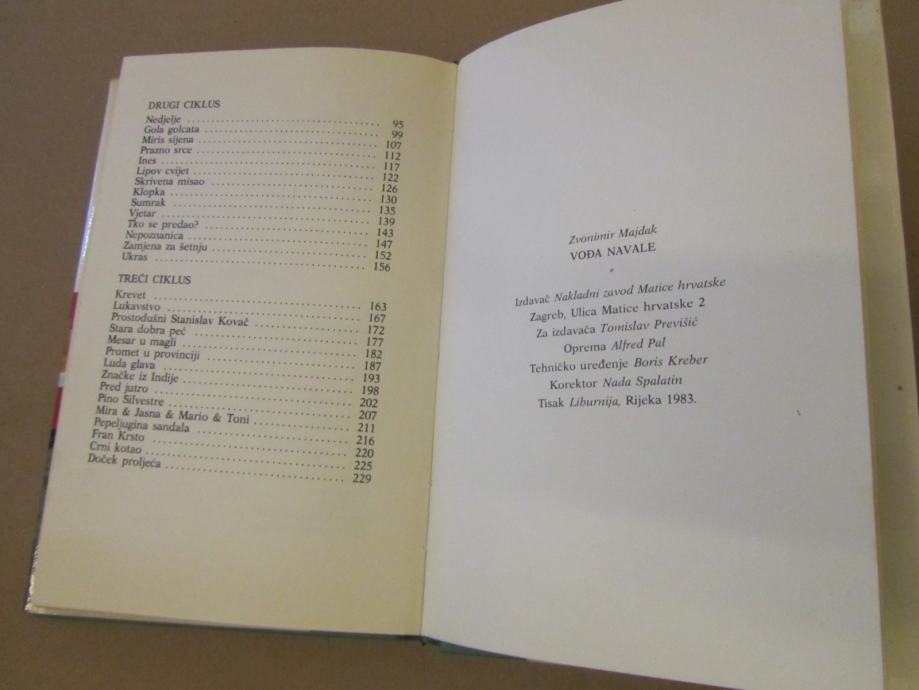 DRUGI CIKLUS
Nedjelje 95
Gola golcata 99
Miris sijena 107
Prazno srce 112
Ines 117
Lipov cvijet 122
Skrivena misao 126
Klopka 130
Sumrak 135
Vjetar 139
Tko se predao? 143
Nepoznanica 147
Zamjena za šetnju 152
Ukras 156
TREĆI CIKLUS
Krevet 163
Lukavstvo 167
Prostodušni Stanislav Kovač 172
Stara dobra peć 177
Mesar u magli 182
Promet u provinciji 187
Luda glava 193
Značke iz Indije 198
Pred jutro 202
Pino Silvestre 207
Mira & Jasna & Mario & Toni 211
Pepeljugina sandala 216
Fran Krsto 220
Crni kotao 225
Doček proljeća 229
Zvonimir Majdak
VOĐA NAVALE
*
Izdavač Nakladni zavod Matice hrvatske
Zagreb, Ulica Matice hrvatske 2
Za izdavača Tomislav Previšić
Oprema Alfred Pal
Tehničko uređenje Boris Kreber
Korektor Nada Spalatin
Tisak Liburnija, Rijeka 1983.